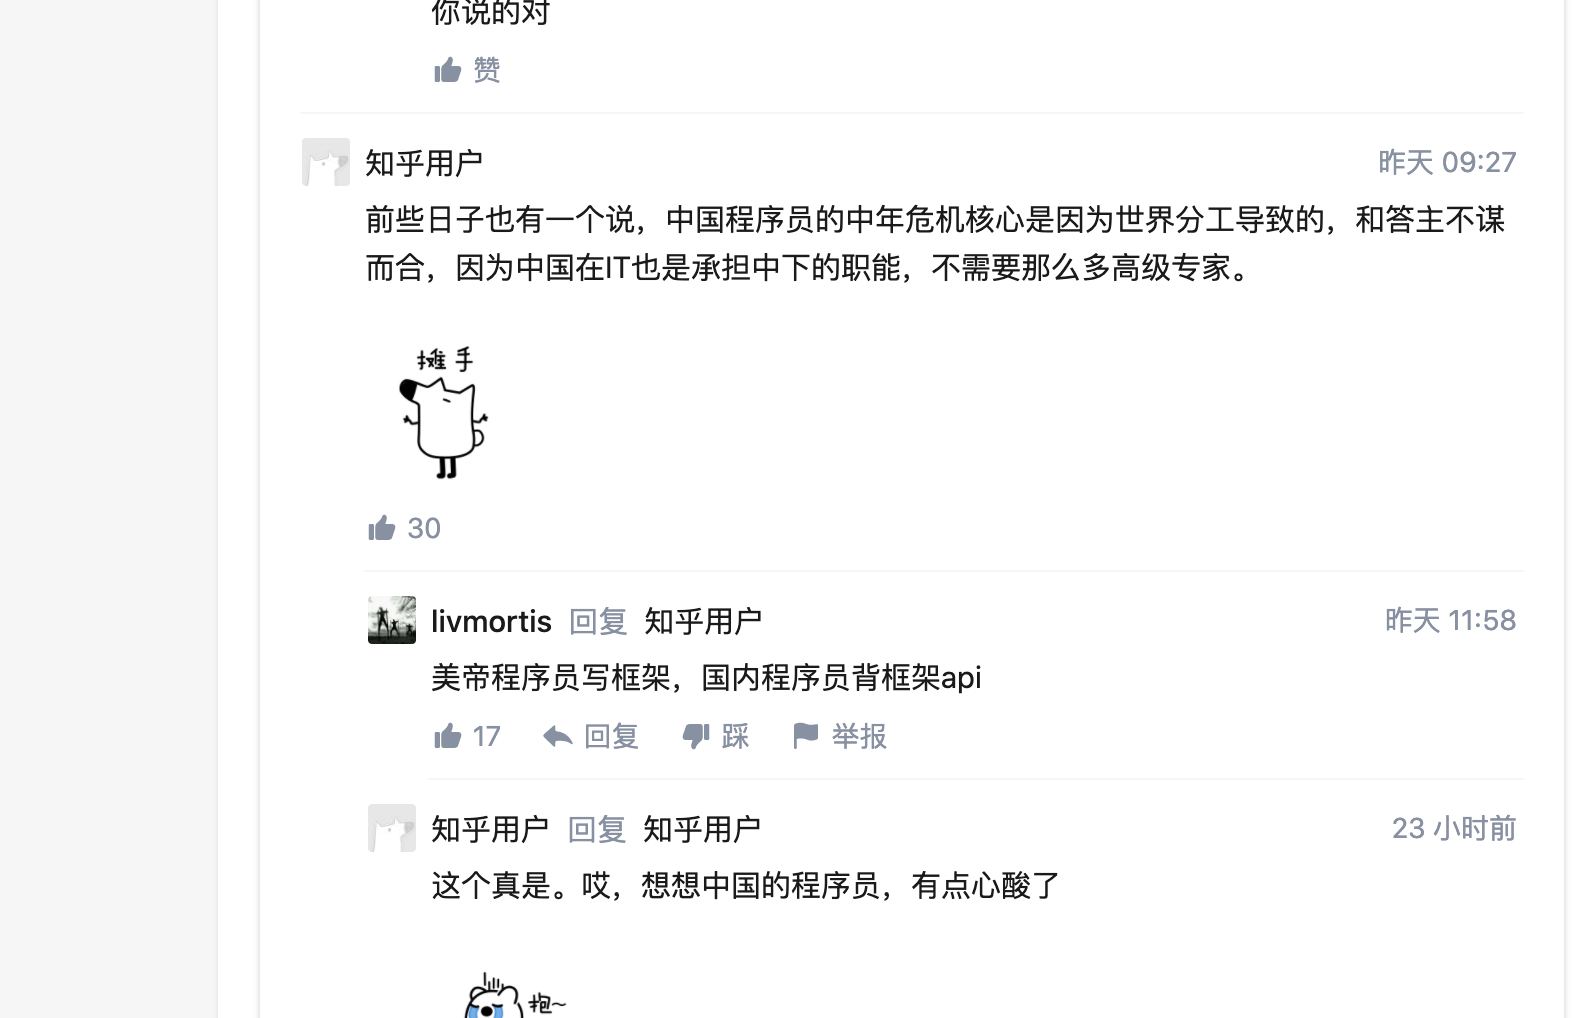 你说的对
赞
知乎用户 昨天 09:27
前些日子也有一个说，中国程序员的中年危机核心是因为世界分工导致的，和答主不谋
而合，因为中国在IT也是承担中下的职能，不需要那么多高级专家。
摊手
30
livmortis 回复 知乎用户 昨天 11:58
美帝程序员写框架，国内程序员背框架api
17 回复 踩 举报
知乎用户 回复 知乎用户 23 小时前
这个真是。哎，想想中国的程序员，有点心酸了
抱~